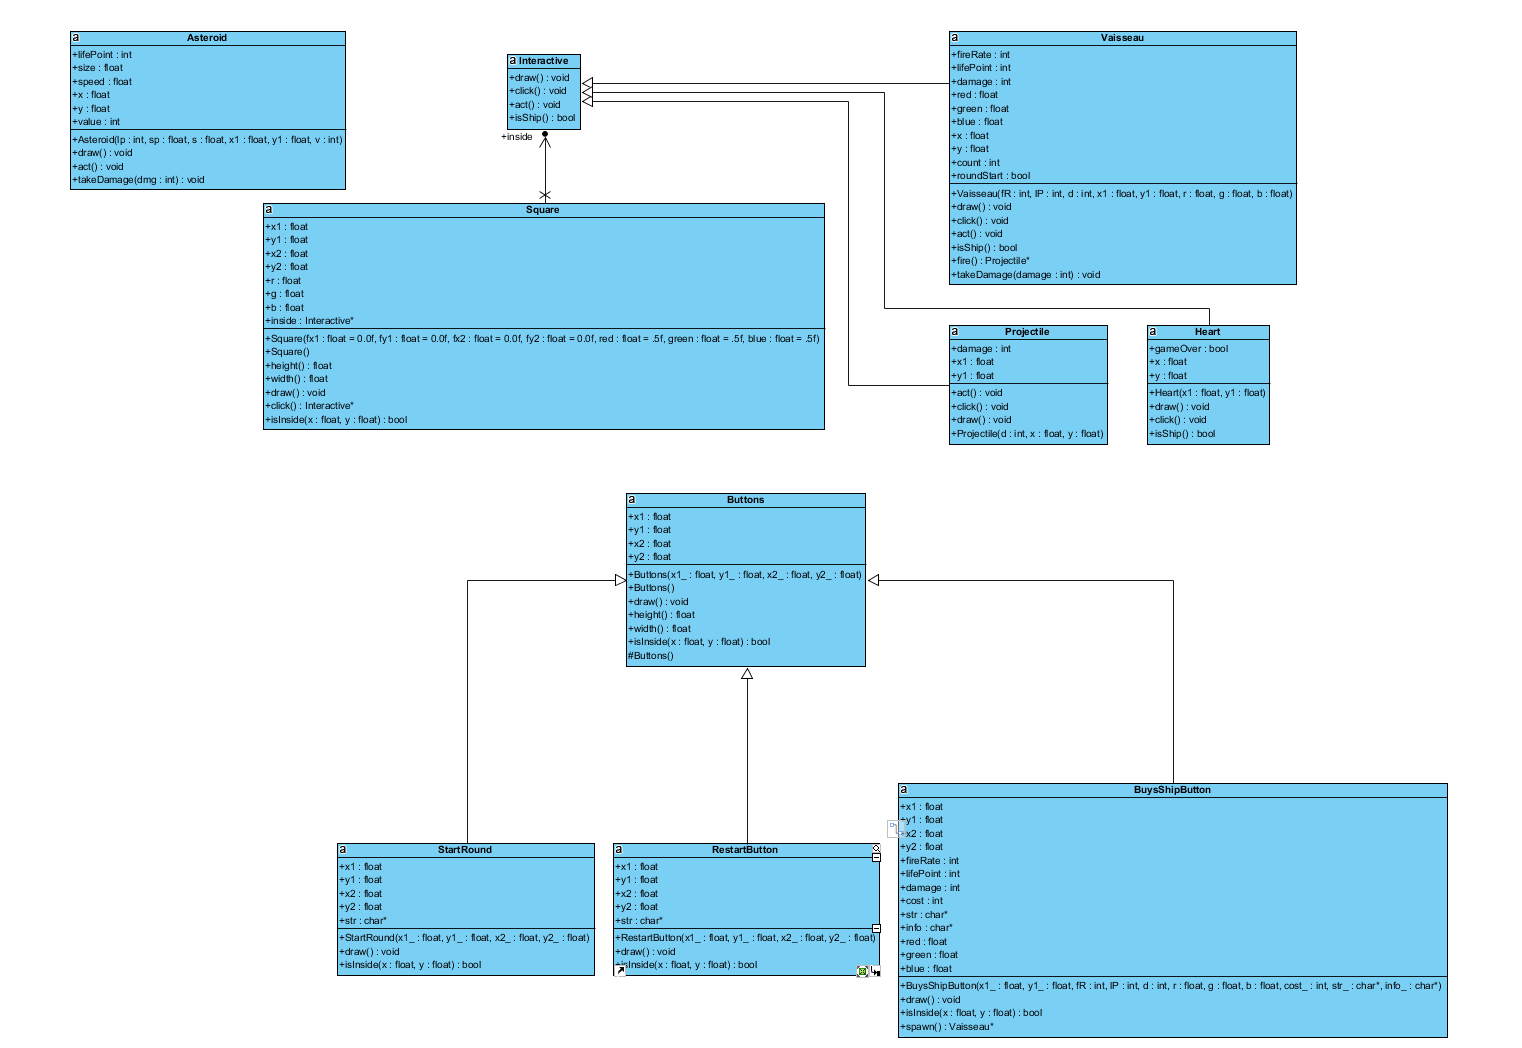 Asteroid
+lifePoint : int
+size : float
+speed : float
+x : float
+y : float
+value : int
+Asteroid(lp : int, sp : float, s : float, x1 : float, y1 : float, v : int)
+draw() : void
+act() : void
+takeDamage(dmg : int) : void
Interactive
+draw() : void
+click() : void
+act() : void
+isShip() : bool
+inside
Vaisseau
+fireRate : int
+lifePoint : int
+damage : int
+red : float
+green : float
+blue : float
+x : float
+y : float
+count : int
+roundStart : bool
+Vaisseau(fR : int, lP : int, d : int, x1 : float, y1 : float, r : float, g : float, b : float)
+draw() : void
+click() : void
+act() : void
+isShip() : bool
+fire() : Projectile*
+takeDamage(damage : int) : void
Square
+x1 : float
+y1 : float
+x2 : float
+y2 : float
+r : float
+g : float
+b : float
+inside : Interactive*
+Square(fx1 : float = 0.0f, fy1 : float = 0.0f, fx2 : float = 0.0f, fy2 : float = 0.0f, red : float = .5f, green : float = .5f, blue : float = .5f)
+Square()
+height() : float
+width() : float
+draw() : void
+click() : Interactive*
+isInside(x : float, y : float) : bool
Projectile
+damage : int
+x1 : float
+y1 : float
+act() : void
+click() : void
+draw() : void
+Projectile(d : int, x : float, y : float)
Heart
+gameOver : bool
+x : float
+y : float
+Heart(x1 : float, y1 : float)
+draw() : void
+click() : void
+isShip() : bool
Buttons
+x1 : float
+y1 : float
+x2 : float
+y2 : float
+Buttons(x1_ : float, y1_ : float, x2_ : float, y2_ : float)
+Buttons()
+draw() : void
+height() : float
+width() : float
+isInside(x : float, y : float) : bool
#Buttons()
StartRound
+x1 : float
+y1 : float
+x2 : float
+y2 : float
+str : char*
+StartRound(x1_ : float, y1_ : float, x2_ : float, y2_ : float)
+draw() : void
+isInside(x : float, y : float) : bool
RestartButton
+x1 : float
+y1 : float
+x2 : float
+y2 : float
+str : char*
+RestartButton(x1_ : float, y1_ : float, x2_ : float, y2_ : float)
+draw() : void
+isInside(x : float, y : float) : bool
BuysShipButton
+x1 : float
+y1 : float
+x2 : float
+y2 : float
+fireRate : int
+lifePoint : int
+damage : int
+cost : int
+str : char*
+info : char*
+red : float
+green : float
+blue : float
+BuysShipButton(x1_ : float, y1_ : float, fR : int, lP : int, d : int, r : float, g : float, b : float, cost_ : int, str_ : char*, info_ : char*)
+draw() : void
+isInside(x : float, y : float) : bool
+spawn() : Vaisseau*